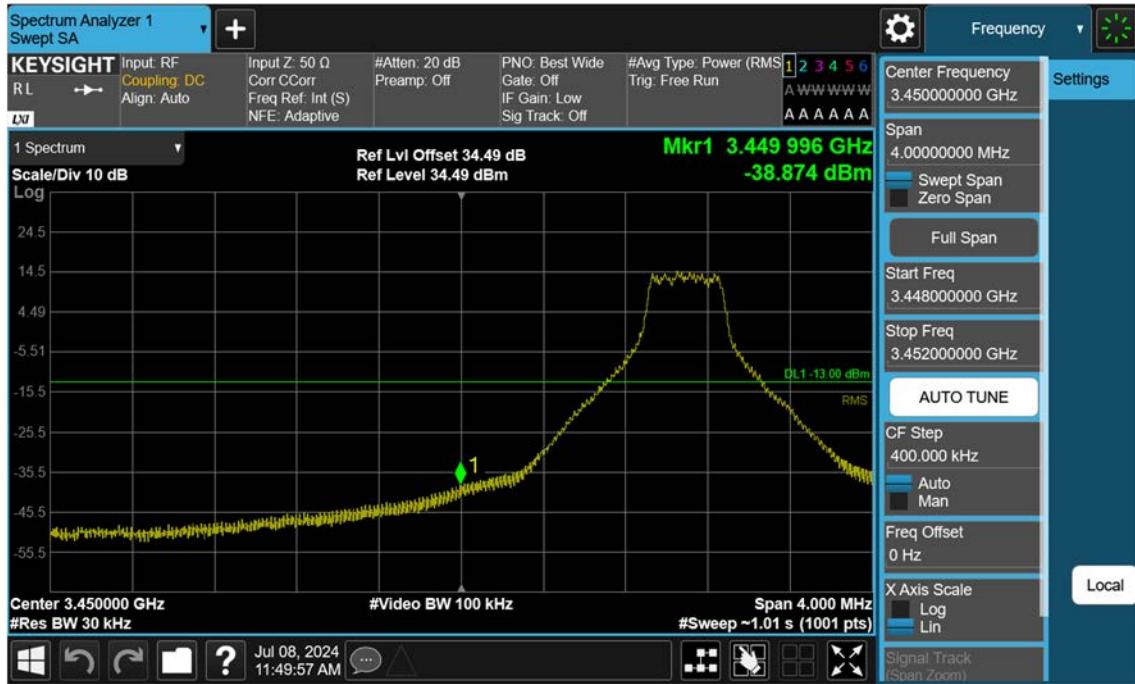 Spectrum Analyzer 1
Swept SA
Frequency
KEYSIGHT
RL
LXI
Input: RF
Coupling: DC
Align: Auto
Input Z: 50 Ω
Corr CCorr
Freq Ref: Int (S)
NFE: Adaptive
#Atten: 20 dB
Preamp: Off
PNO: Best Wide
Gate: Off
IF Gain: Low
Sig Track: Off
#Avg Type: Power (RMS
Trig: Free Run
1 2 3 4 5 6
A W W W W W
A A A A A A
1 Spectrum
Scale/Div 10 dB
Ref Lvl Offset 34.49 dB
Ref Level 34.49 dBm
Mkr1 3.449 996 GHz
-38.874 dBm
Log
24.5
14.5
4.49
-5.51
-15.5
-25.5
-35.5
-45.5
-55.5
DL1 -13.00 dBm
RMS
1
Center 3.450000 GHz
#Video BW 100 kHz
Span 4.000 MHz
#Res BW 30 kHz
#Sweep ~1.01 s (1001 pts)
Center Frequency
3.450000000 GHz
Settings
Span
4.00000000 MHz
Swept Span
Zero Span
Full Span
Start Freq
3.448000000 GHz
Stop Freq
3.452000000 GHz
AUTO TUNE
CF Step
400.000 kHz
Auto
Man
Freq Offset
0 Hz
X Axis Scale
Log
Lin
Local
Signal Track
(Span Zoom)
?
Jul 08, 2024
11:49:57 AM